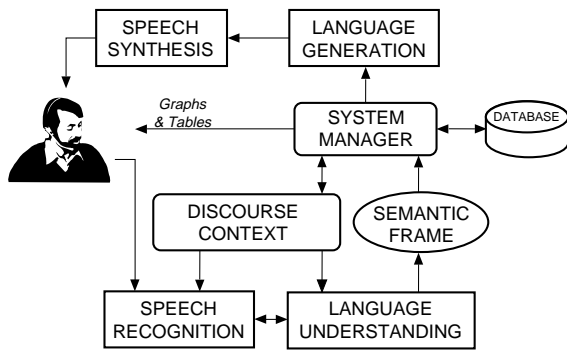 SPEECH
SYNTHESIS
LANGUAGE
GENERATION
Graphs
& Tables
SYSTEM
MANAGER
DATABASE
DISCOURSE
CONTEXT
SEMANTIC
FRAME
SPEECH
RECOGNITION
LANGUAGE
UNDERSTANDING